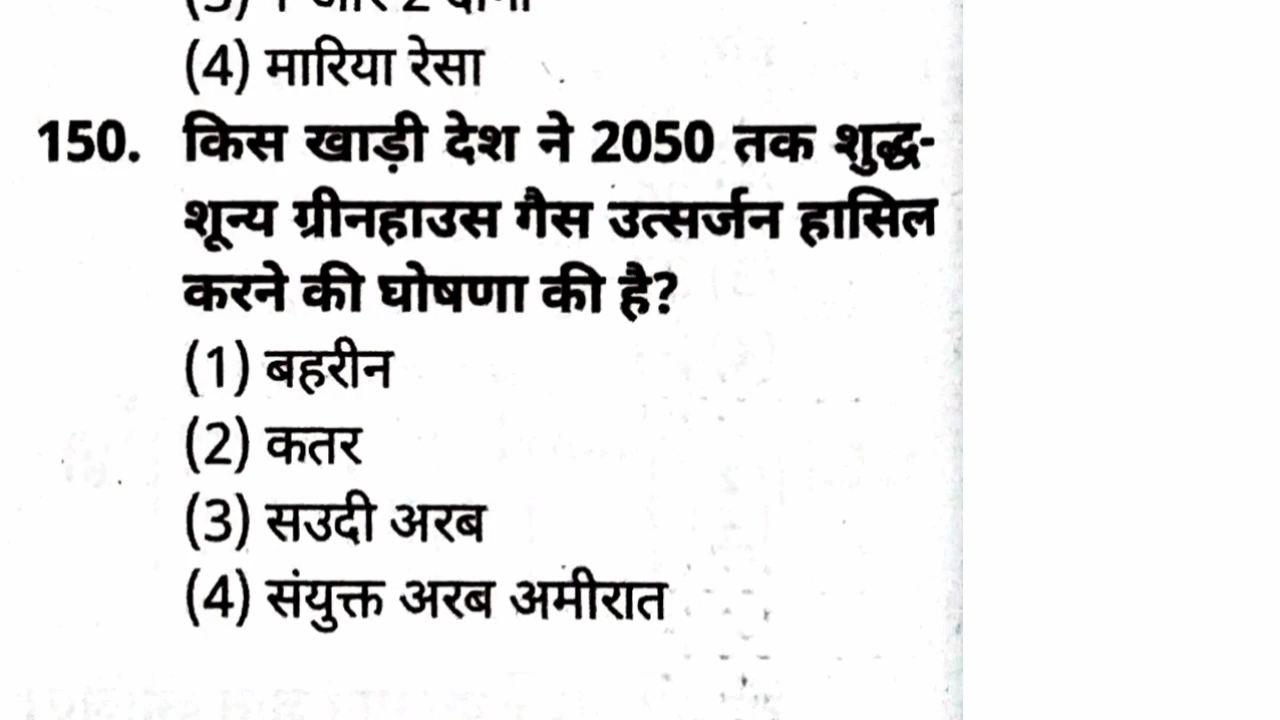 (4) मारिया रेसा
150. किस खाड़ी देश ने 2050 तक शुद्ध-
शून्य ग्रीनहाउस गैस उत्सर्जन हासिल
करने की घोषणा की है?
(1) बहरीन
(2) कतर
(3) सउदी अरब
(4) संयुक्त अरब अमीरात